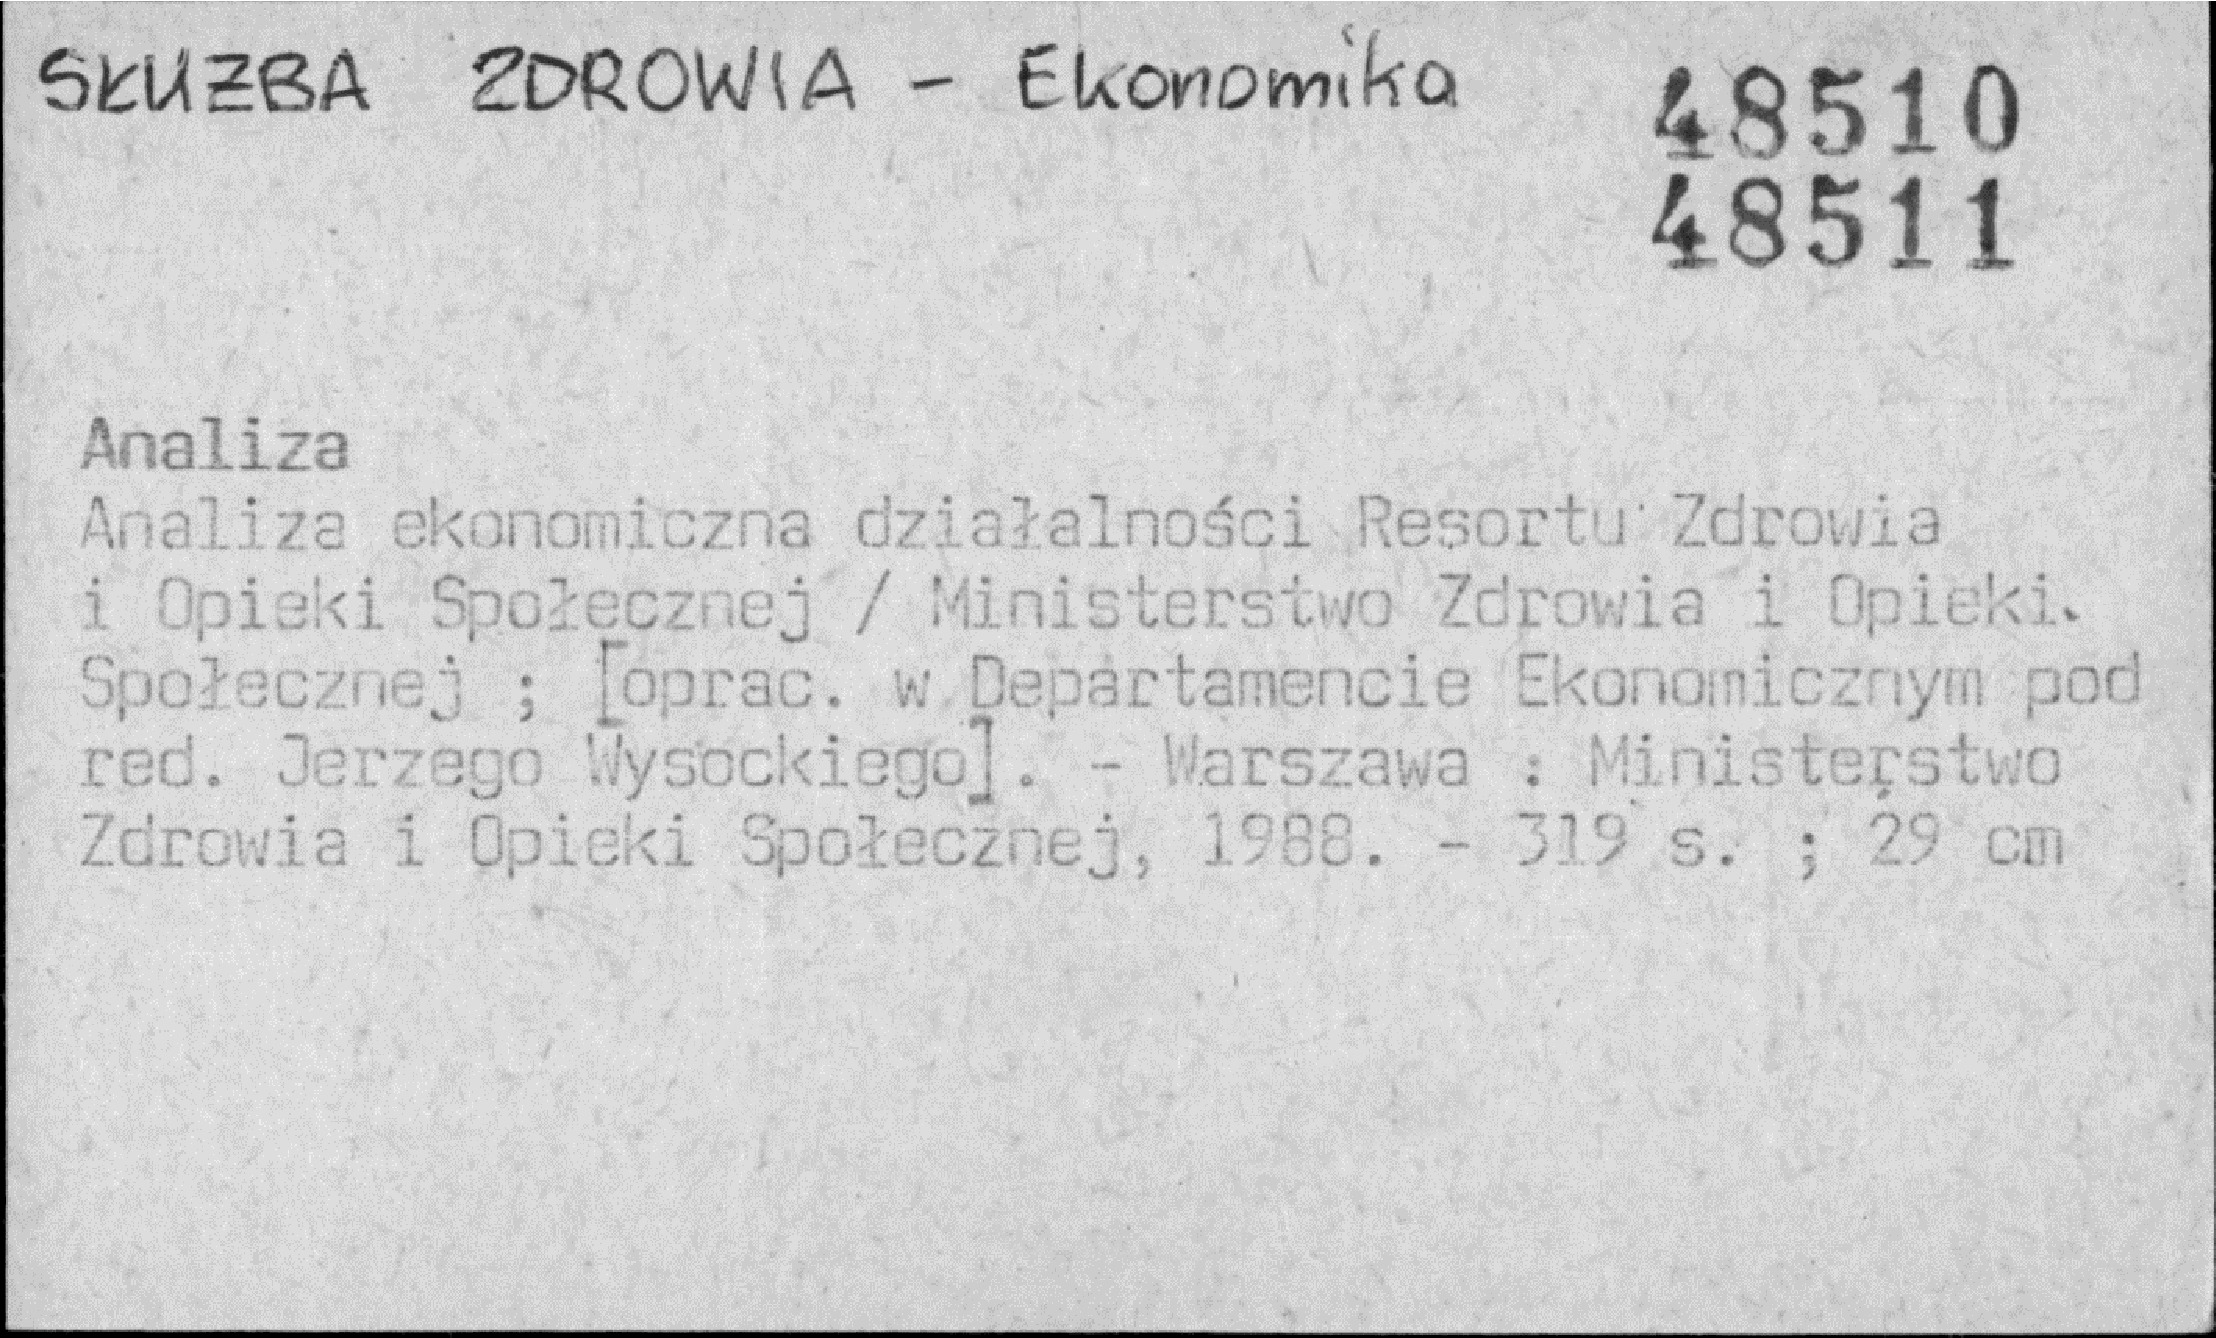 SŁUŻBA ZDROWIA - Ekonomika
48510
48511
Analiza
Analiza ekonomiczna działalności Resortu Zdrowia
i Opieki Społecznej / Ministerstwo Zdrowia i Opieki
Społecznej ; [oprac. w Departamencie Ekonomicznym pod
red. Jerzego Wysockiego]. - Warszawa : Ministerstwo
Zdrowia i Opieki Społecznej, 1988. - 319 s. ; 29 cm